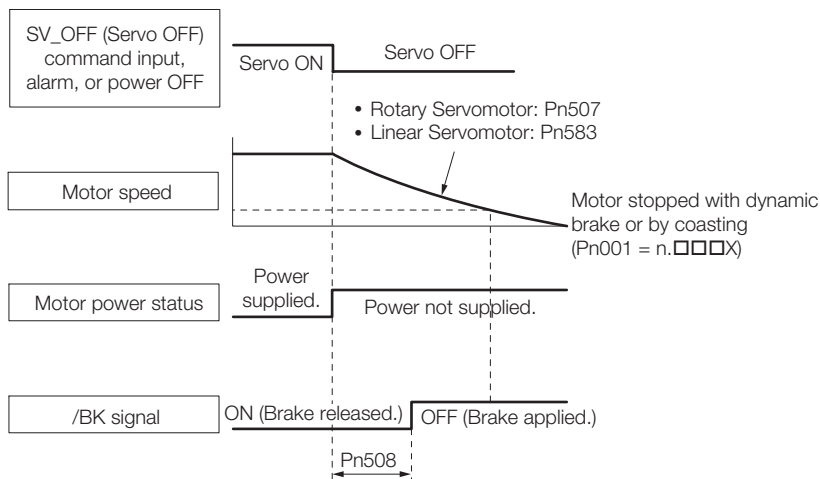 SV_OFF (Servo OFF)
command input,
alarm, or power OFF
Servo ON
Servo OFF
• Rotary Servomotor: Pn507
• Linear Servomotor: Pn583
Motor speed
Motor stopped with dynamic
brake or by coasting
(Pn001 = n.□□□X)
Motor power status
Power
supplied.
Power not supplied.
/BK signal
ON (Brake released.)
OFF (Brake applied.)
Pn508